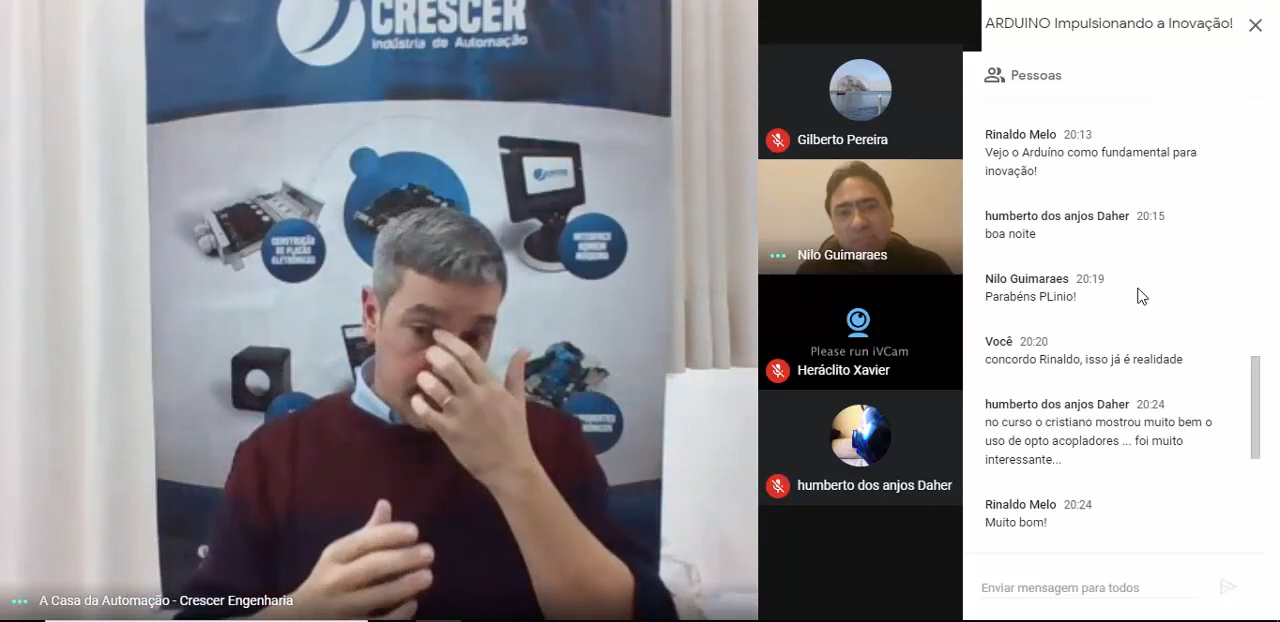 CRESCER
Indústria de Automação
CONSTRUÇÃO
DE PLACAS
ELETRÔNICAS
INTERFACE
HOMEM
MÁQUINA
A Casa da Automação - Crescer Engenharia
Gilberto Pereira
Nilo Guimaraes
Please run iVCam
Heráclito Xavier
humberto dos anjos Daher
ARDUINO Impulsionando a Inovação!
Pessoas
Rinaldo Melo 20:13
Vejo o Arduíno como fundamental para
inovação!
humberto dos anjos Daher 20:15
boa noite
Nilo Guimaraes 20:19
Parabéns PLinio!
Você 20:20
concordo Rinaldo, isso já é realidade
humberto dos anjos Daher 20:24
no curso o cristiano mostrou muito bem o
uso de opto acopladores ... foi muito
interessante...
Rinaldo Melo 20:24
Muito bom!
Enviar mensagem para todos